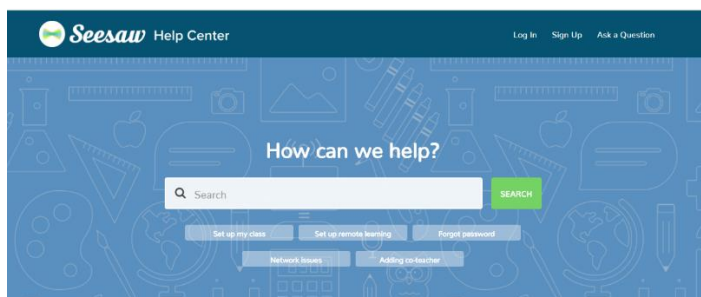 Seesaw Help Center Log In Sign Up Ask a Question
How can we help?
Search SEARCH
Set up my class Set up remote learning Forgot password
Network issues Adding co-teacher